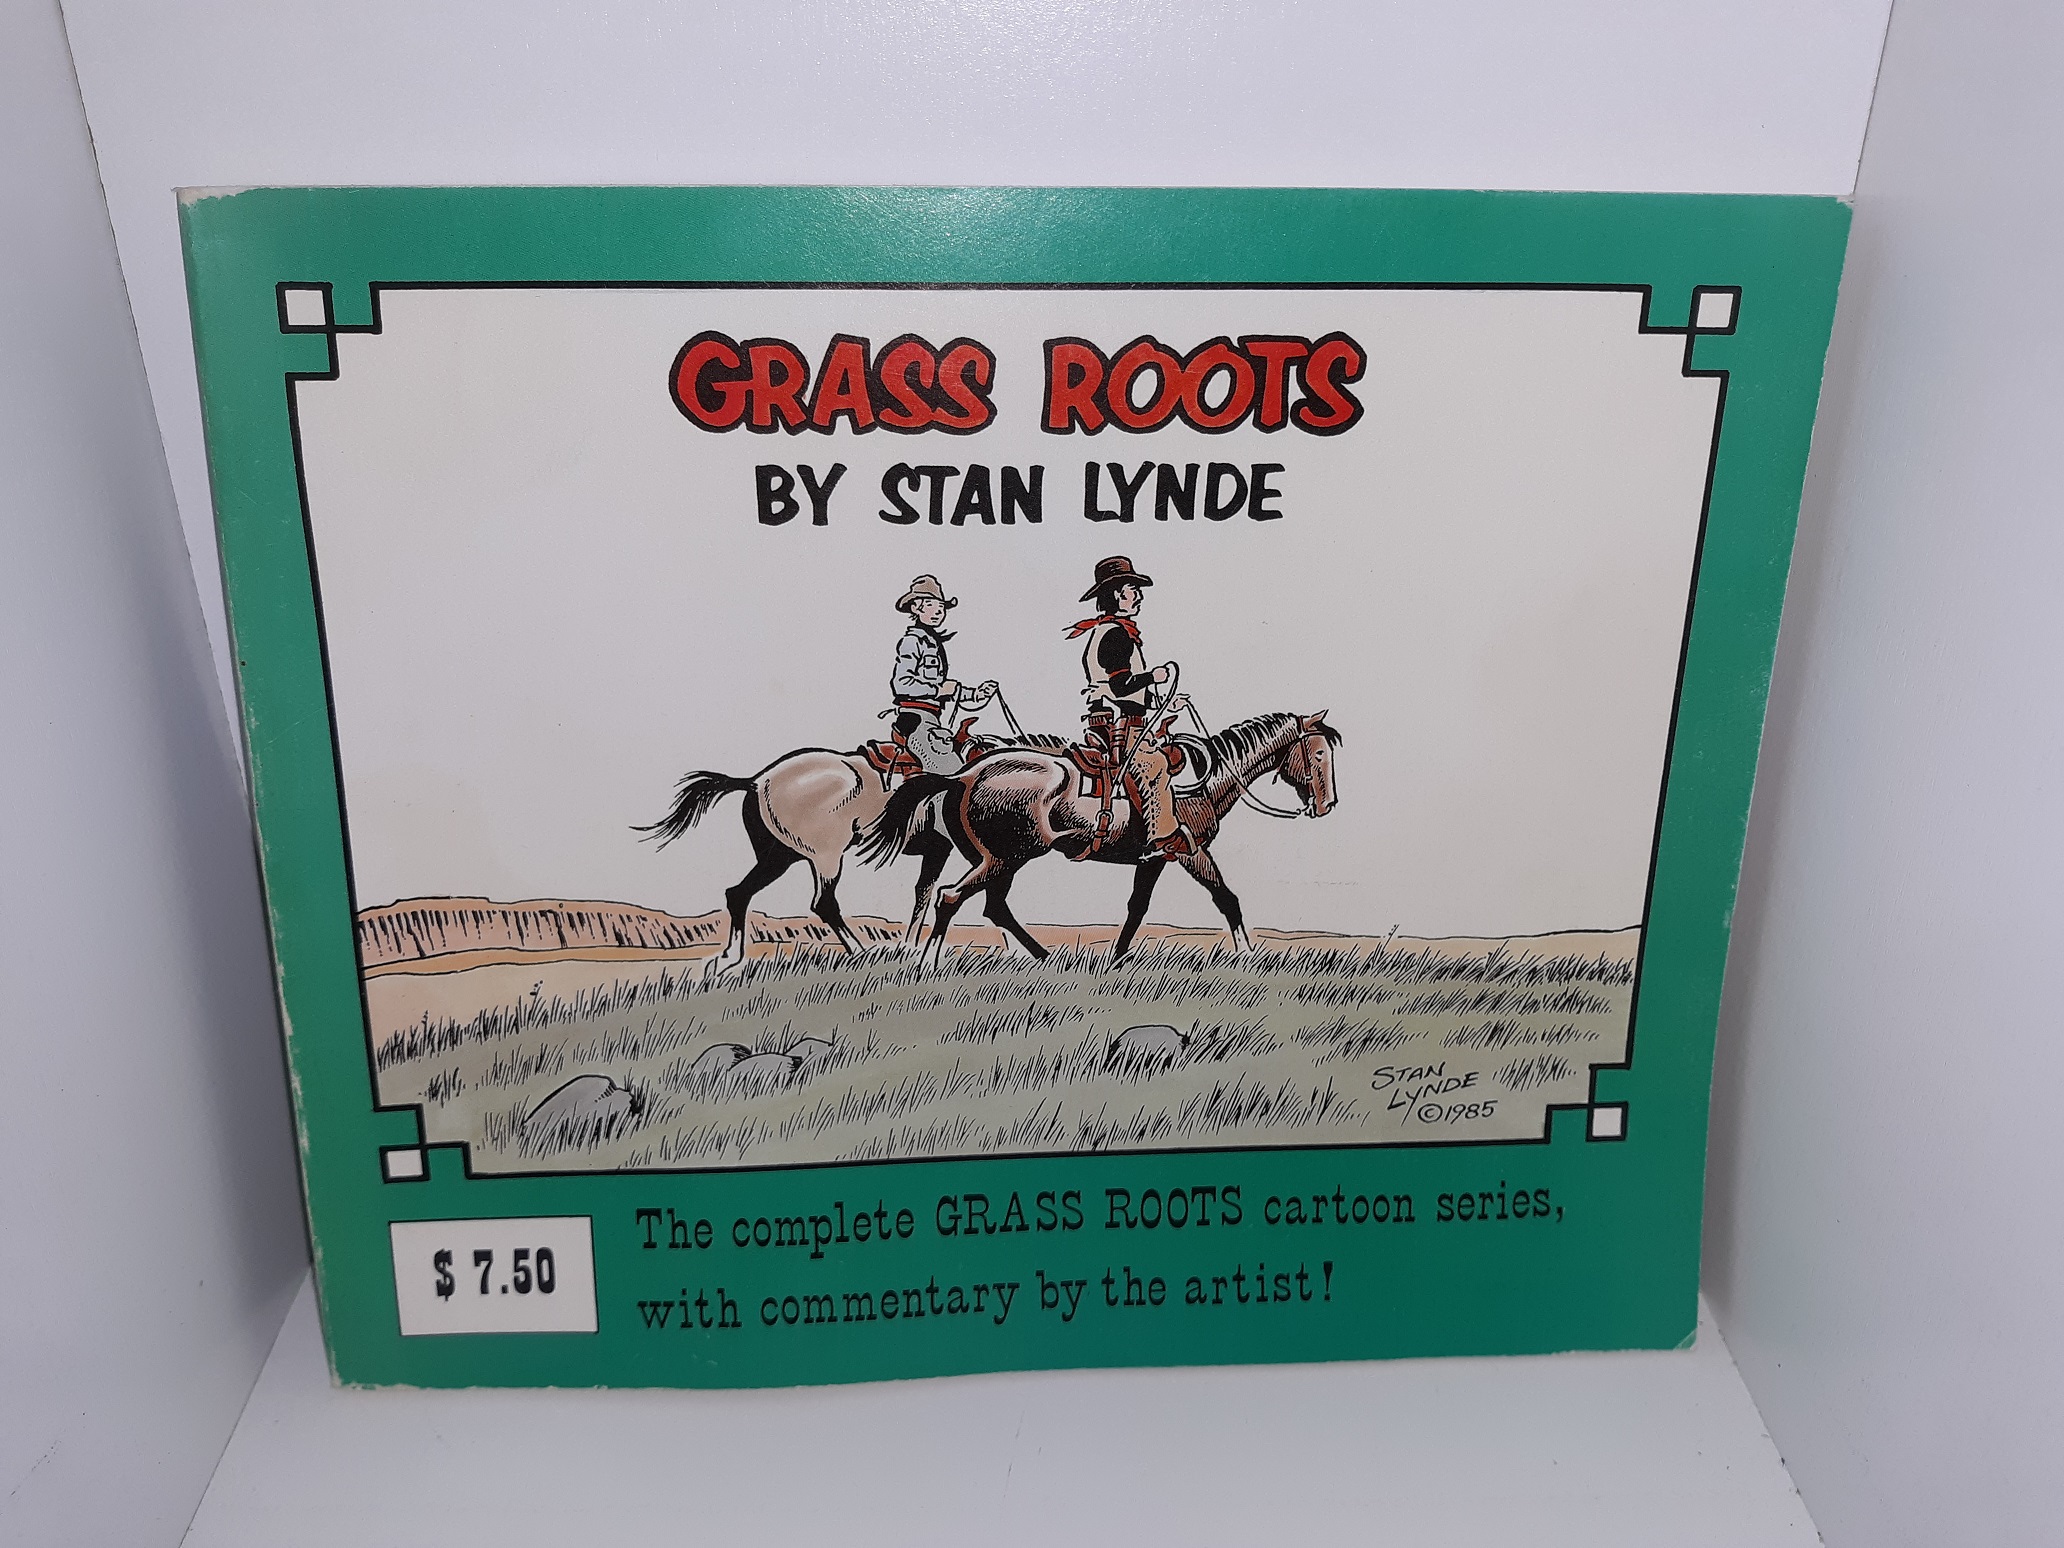 GRASS ROOTS
BY STAN LYNDE
STAN
LYNDE
©1985
$ 7.50
The complete GRASS ROOTS cartoon series,
with commentary by the artist!